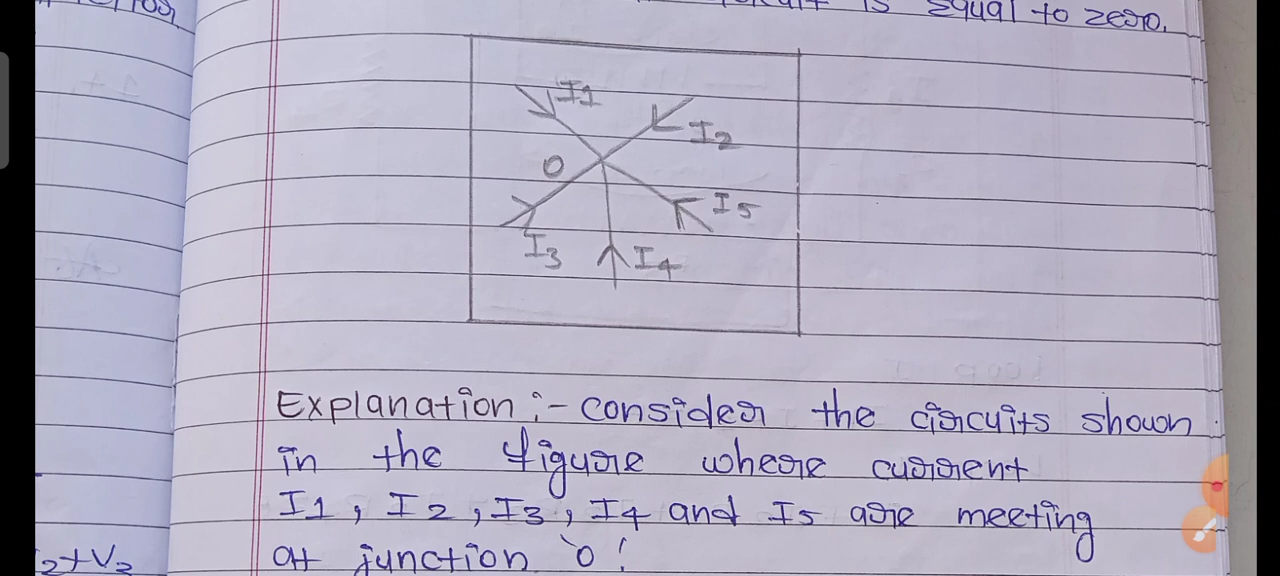 is equal to zero.
I1
I2
O
I5
I3
I4
Explanation :- consider the circuits shown
in the figure where current
I1, I2, I3, I4 and I5 are meeting
at junction 'o'